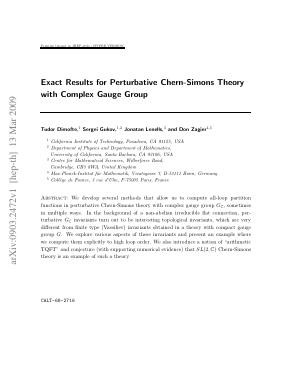 Preprint typeset in JHEP style - HYPER VERSION
Exact Results for Perturbative Chern-Simons Theory
with Complex Gauge Group
Tudor Dimofte,1 Sergei Gukov,1,2 Jonatan Lenells,3 and Don Zagier4,5
1 California Institute of Technology, Pasadena, CA 91125, USA
2 Department of Physics and Department of Mathematics,
University of California, Santa Barbara, CA 93106, USA
3 Center for Mathematical Sciences, Wilberforce Road,
Cambridge, CB3 0WA, United Kingdom
4 Max-Planck-Institut für Mathematik, Vivatsgasse 7, D-53111 Bonn, Germany
5 Collège de France, 3 rue d'Ulm, F-75005 Paris, France
Abstract: We develop several methods that allow us to compute all-loop partition
functions in perturbative Chern-Simons theory with complex gauge group GC, sometimes
in multiple ways. In the background of a non-abelian irreducible flat connection, per-
turbative GC invariants turn out to be interesting topological invariants, which are very
different from finite type (Vassiliev) invariants obtained in a theory with compact gauge
group G. We explore various aspects of these invariants and present an example where
we compute them explicitly to high loop order. We also introduce a notion of "arithmetic
TQFT" and conjecture (with supporting numerical evidence) that SL(2,C) Chern-Simons
theory is an example of such a theory.
CALT-68-2716
arXiv:0903.2472v1 [hep-th] 13 Mar 2009